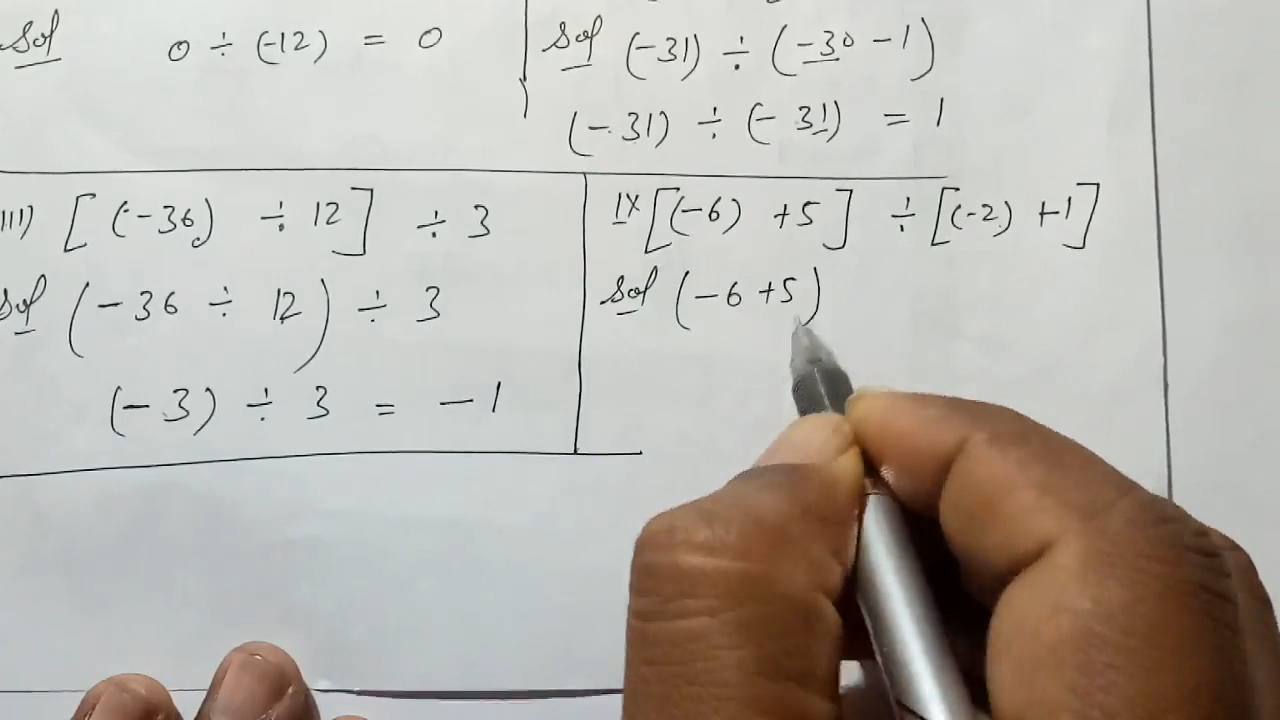 Sol 0 ÷ (-12) = 0
Sol (-31) ÷ (-30 - 1)
(-31) ÷ (-31) = 1
III) [(-36) ÷ 12] ÷ 3
Sol (-36 ÷ 12) ÷ 3
(-3) ÷ 3 = -1
IX [(-6) + 5] ÷ [(-2) + 1]
Sol (-6 + 5)